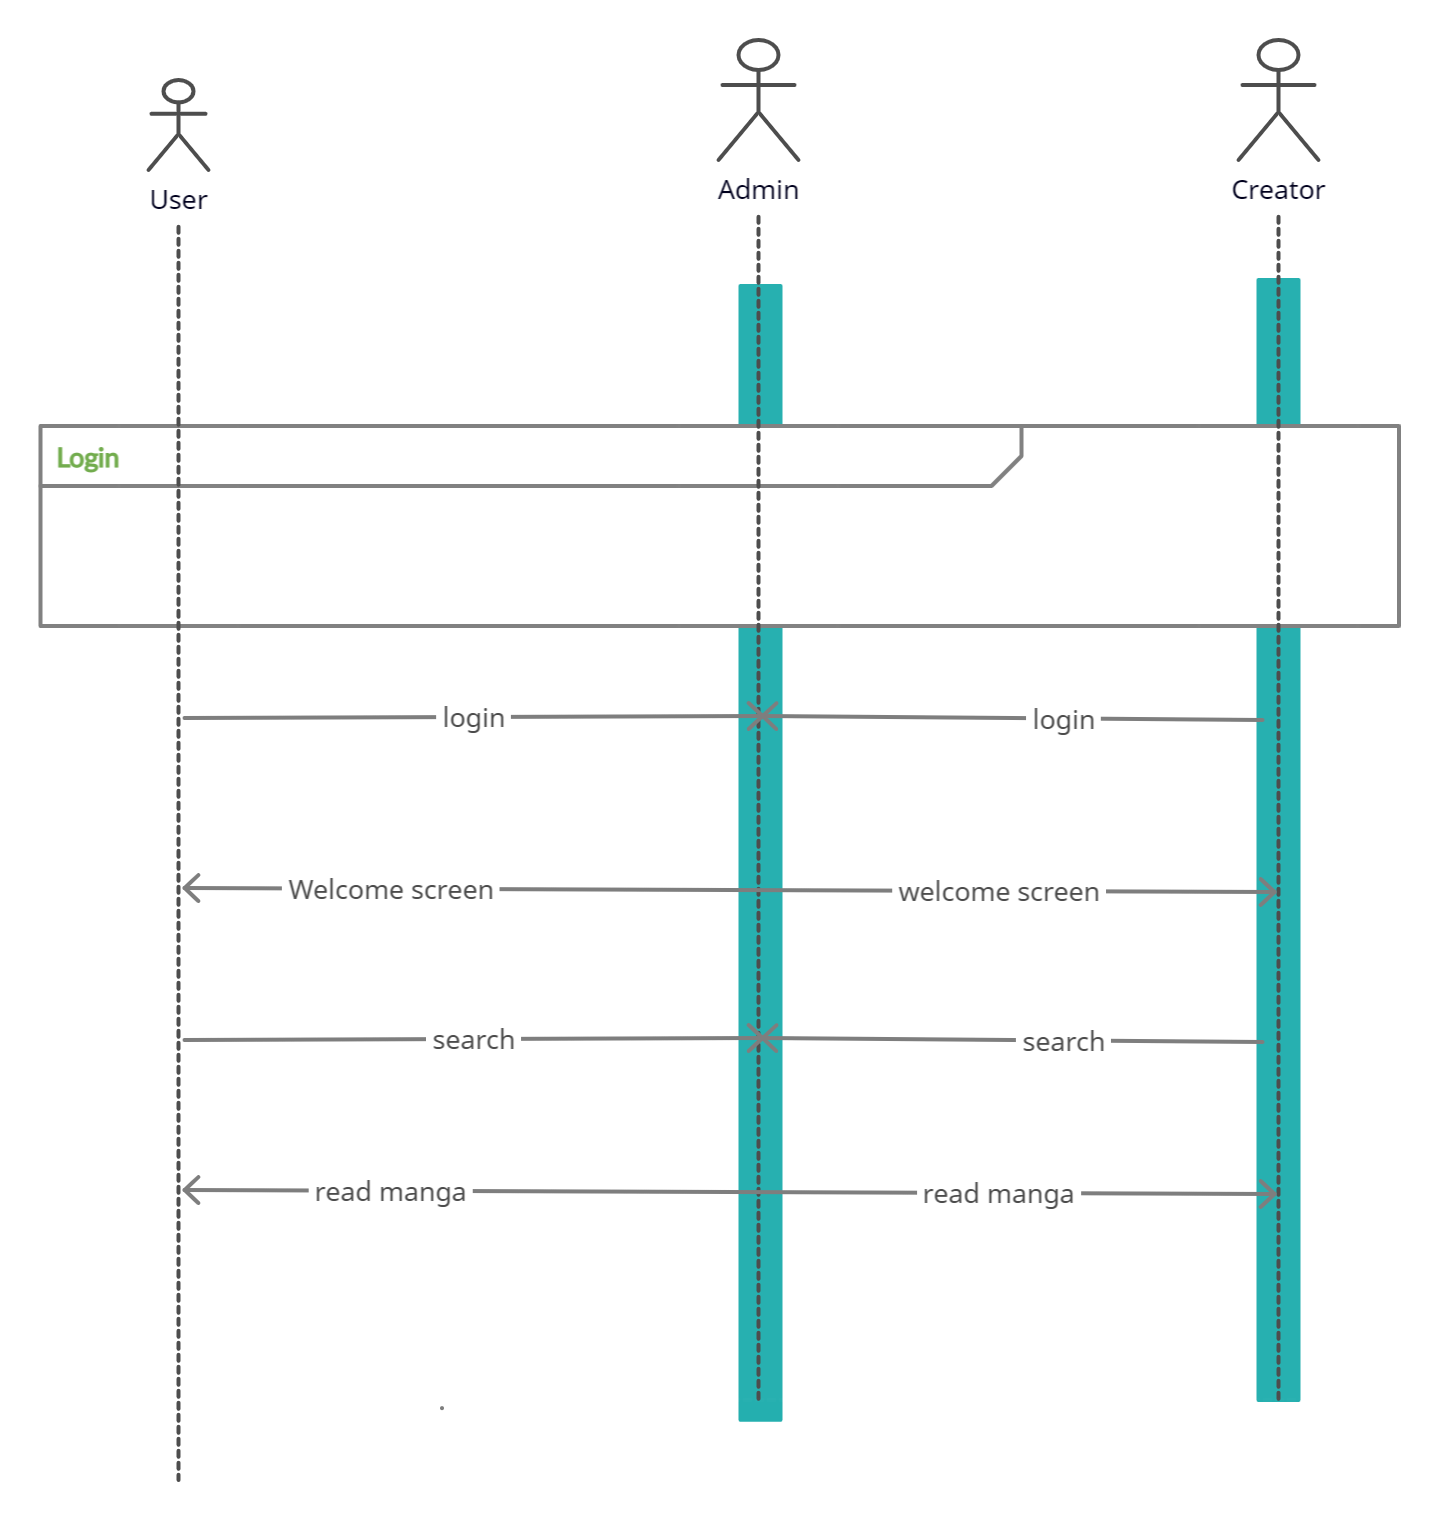 User
Admin
Creator
Login
login
login
Welcome screen
welcome screen
search
search
read manga
read manga